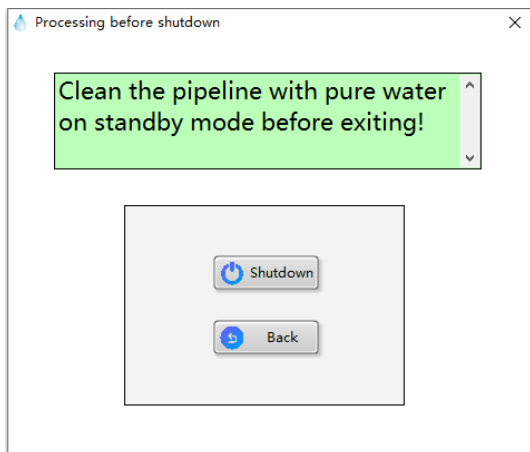 Processing before shutdown
Clean the pipeline with pure water
on standby mode before exiting!
Shutdown
Back